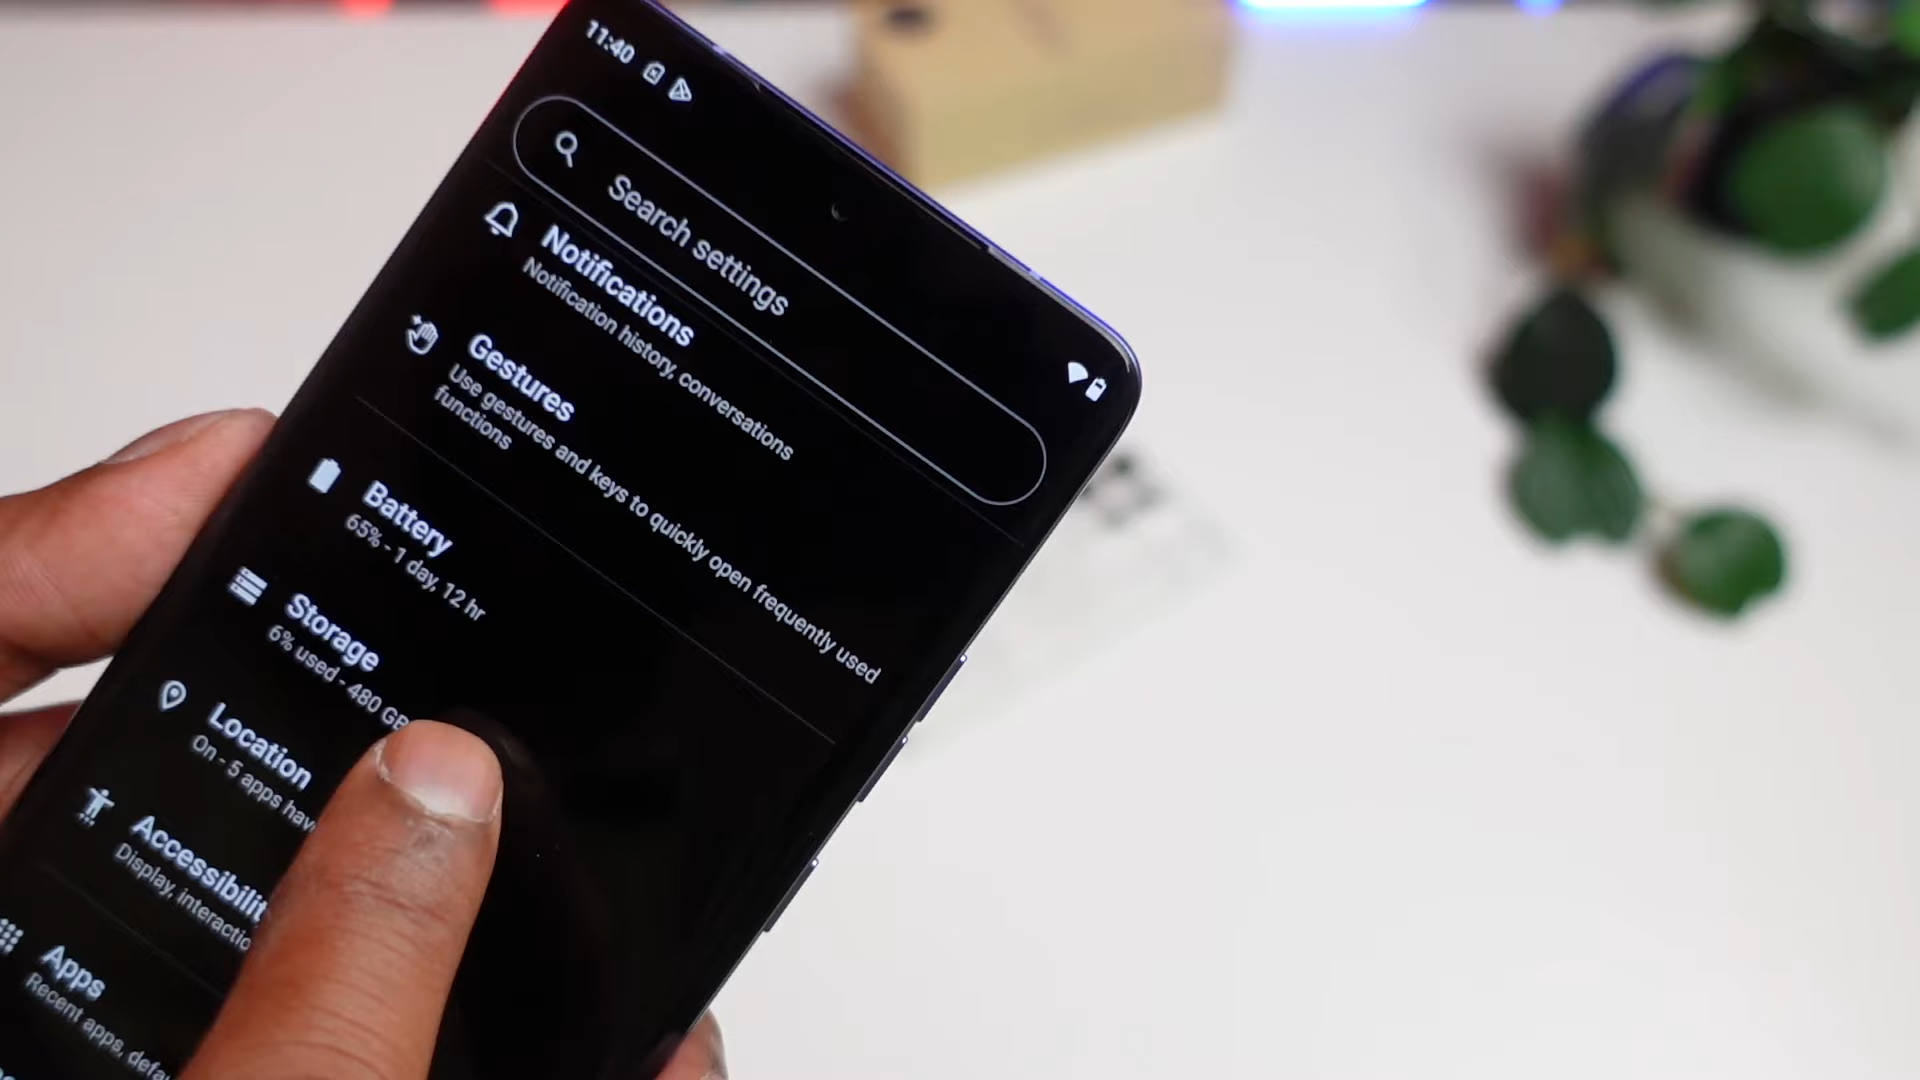 11:40
Search settings
Notifications
Notification history, conversations
Gestures
Use gestures and keys to quickly open frequently used
functions
Battery
65% - 1 day, 12 hr
Storage
6% used - 480 GB
Location
On - 5 apps have
Accessibilit
Display, interactio
Apps
Recent apps, defau